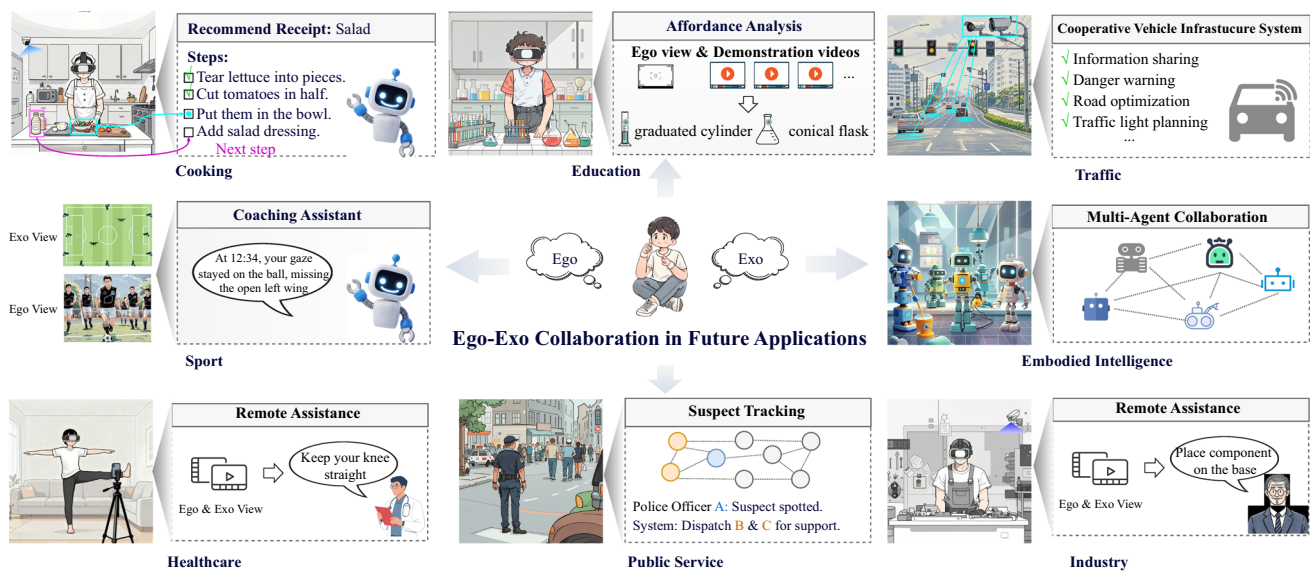 Recommend Receipt: Salad
Steps:
√ Tear lettuce into pieces.
√ Cut tomatoes in half.
Put them in the bowl.
Add salad dressing.
Next step
Cooking
Affordance Analysis
Ego view & Demonstration videos
...
graduated cylinder
conical flask
Education
Cooperative Vehicle Infrastucure System
√ Information sharing
√ Danger warning
√ Road optimization
√ Traffic light planning
...
Traffic
Exo View
Ego View
Coaching Assistant
At 12:34, your gaze
stayed on the ball, missing
the open left wing
Sport
Ego
Exo
Ego-Exo Collaboration in Future Applications
Multi-Agent Collaboration
Embodied Intelligence
Remote Assistance
Ego & Exo View
Keep your knee
straight
Healthcare
Suspect Tracking
Police Officer A: Suspect spotted.
System: Dispatch B & C for support.
Public Service
Remote Assistance
Ego & Exo View
Place component
on the base
Industry